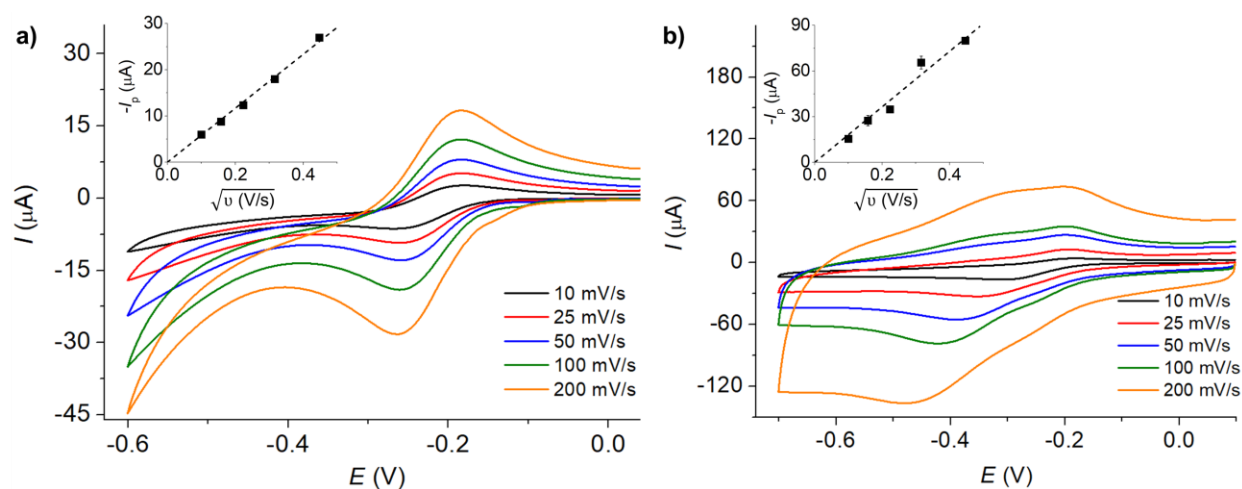 a)
36
24
12
0
-15
-30
-45
I (µA)
-0.6
-0.4
-0.2
0.0
E (V)
30
20
10
0
-Ip (µA)
0.0
0.2
0.4
√υ (V/s)
10 mV/s
25 mV/s
50 mV/s
100 mV/s
200 mV/s
b)
180
120
60
0
-60
-120
I (µA)
-0.6
-0.4
-0.2
0.0
E (V)
90
60
30
0
-Ip (µA)
0.0
0.2
0.4
√υ (V/s)
10 mV/s
25 mV/s
50 mV/s
100 mV/s
200 mV/s